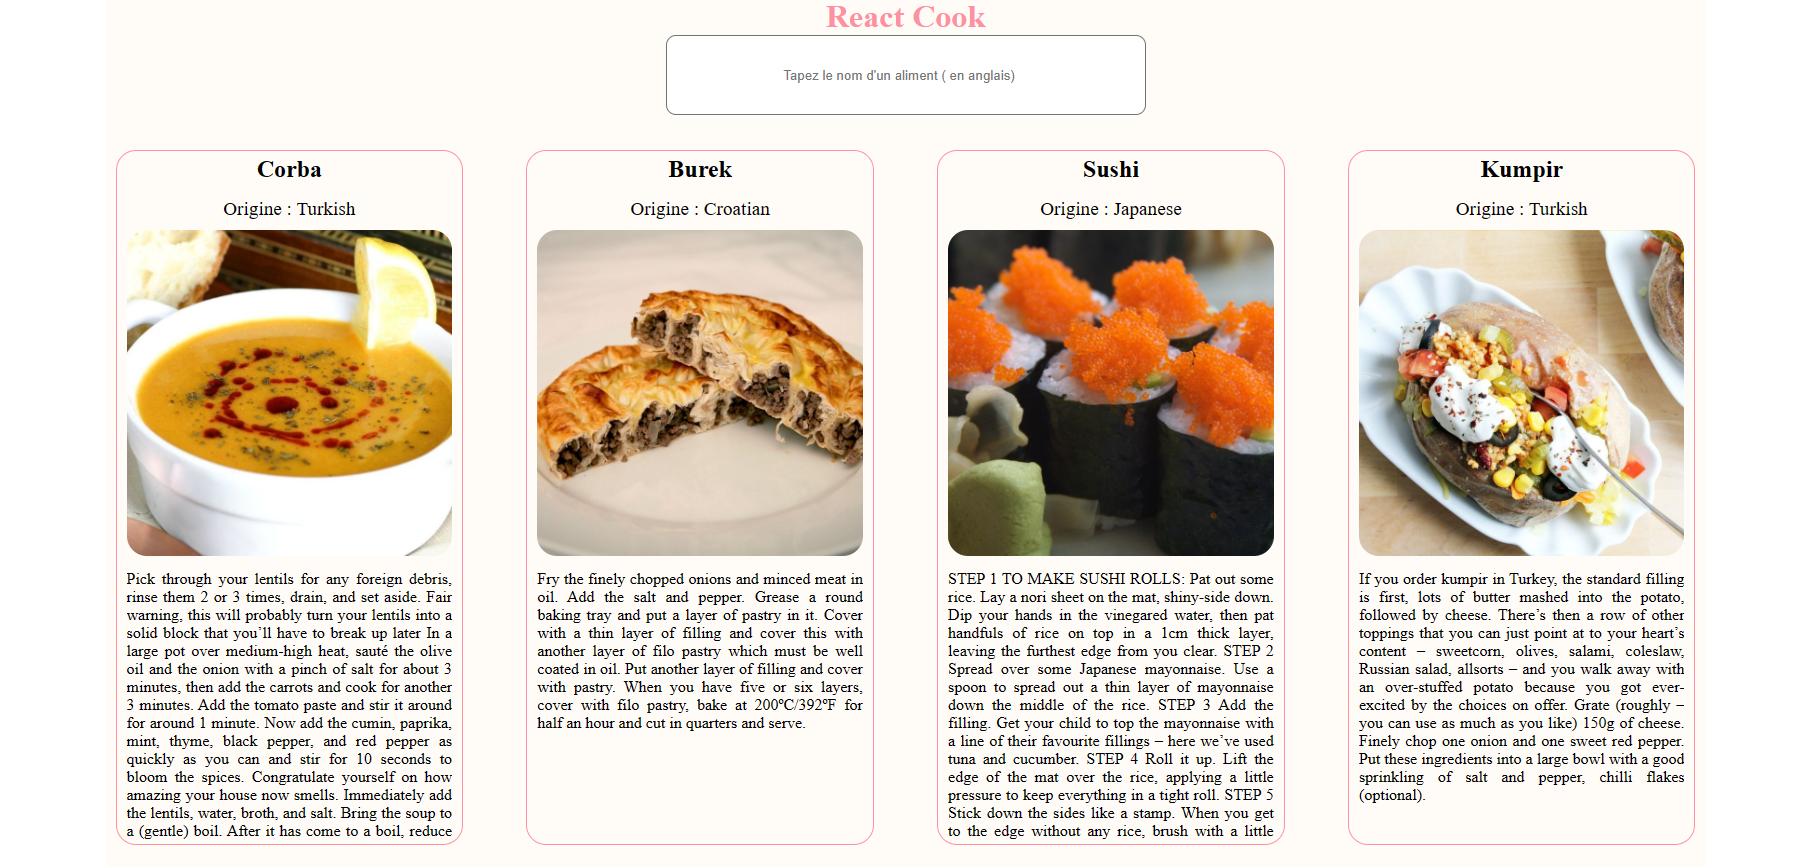 React Cook
Tapez le nom d'un aliment ( en anglais)
Corba
Origine : Turkish
Pick through your lentils for any foreign debris,
rinse them 2 or 3 times, drain, and set aside. Fair
warning, this will probably turn your lentils into a
solid block that you’ll have to break up later In a
large pot over medium-high heat, sauté the olive
oil and the onion with a pinch of salt for about 3
minutes, then add the carrots and cook for another
3 minutes. Add the tomato paste and stir it around
for around 1 minute. Now add the cumin, paprika,
mint, thyme, black pepper, and red pepper as
quickly as you can and stir for 10 seconds to
bloom the spices. Congratulate yourself on how
amazing your house now smells. Immediately add
the lentils, water, broth, and salt. Bring the soup to
a (gentle) boil. After it has come to a boil, reduce
Burek
Origine : Croatian
Fry the finely chopped onions and minced meat in
oil. Add the salt and pepper. Grease a round
baking tray and put a layer of pastry in it. Cover
with a thin layer of filling and cover this with
another layer of filo pastry which must be well
coated in oil. Put another layer of filling and cover
with pastry. When you have five or six layers,
cover with filo pastry, bake at 200ºC/392ºF for
half an hour and cut in quarters and serve.
Sushi
Origine : Japanese
STEP 1 TO MAKE SUSHI ROLLS: Pat out some
rice. Lay a nori sheet on the mat, shiny-side down.
Dip your hands in the vinegared water, then pat
handfuls of rice on top in a 1cm thick layer,
leaving the furthest edge from you clear. STEP 2
Spread over some Japanese mayonnaise. Use a
spoon to spread out a thin layer of mayonnaise
down the middle of the rice. STEP 3 Add the
filling. Get your child to top the mayonnaise with
a line of their favourite fillings – here we’ve used
tuna and cucumber. STEP 4 Roll it up. Lift the
edge of the mat over the rice, applying a little
pressure to keep everything in a tight roll. STEP 5
Stick down the sides like a stamp. When you get
to the edge without any rice, brush with a little
Kumpir
Origine : Turkish
If you order kumpir in Turkey, the standard filling
is first, lots of butter mashed into the potato,
followed by cheese. There’s then a row of other
toppings that you can just point at to your heart’s
content – sweetcorn, olives, salami, coleslaw,
Russian salad, allsorts – and you walk away with
an over-stuffed potato because you got ever-
excited by the choices on offer. Grate (roughly –
you can use as much as you like) 150g of cheese.
Finely chop one onion and one sweet red pepper.
Put these ingredients into a large bowl with a good
sprinkling of salt and pepper, chilli flakes
(optional).